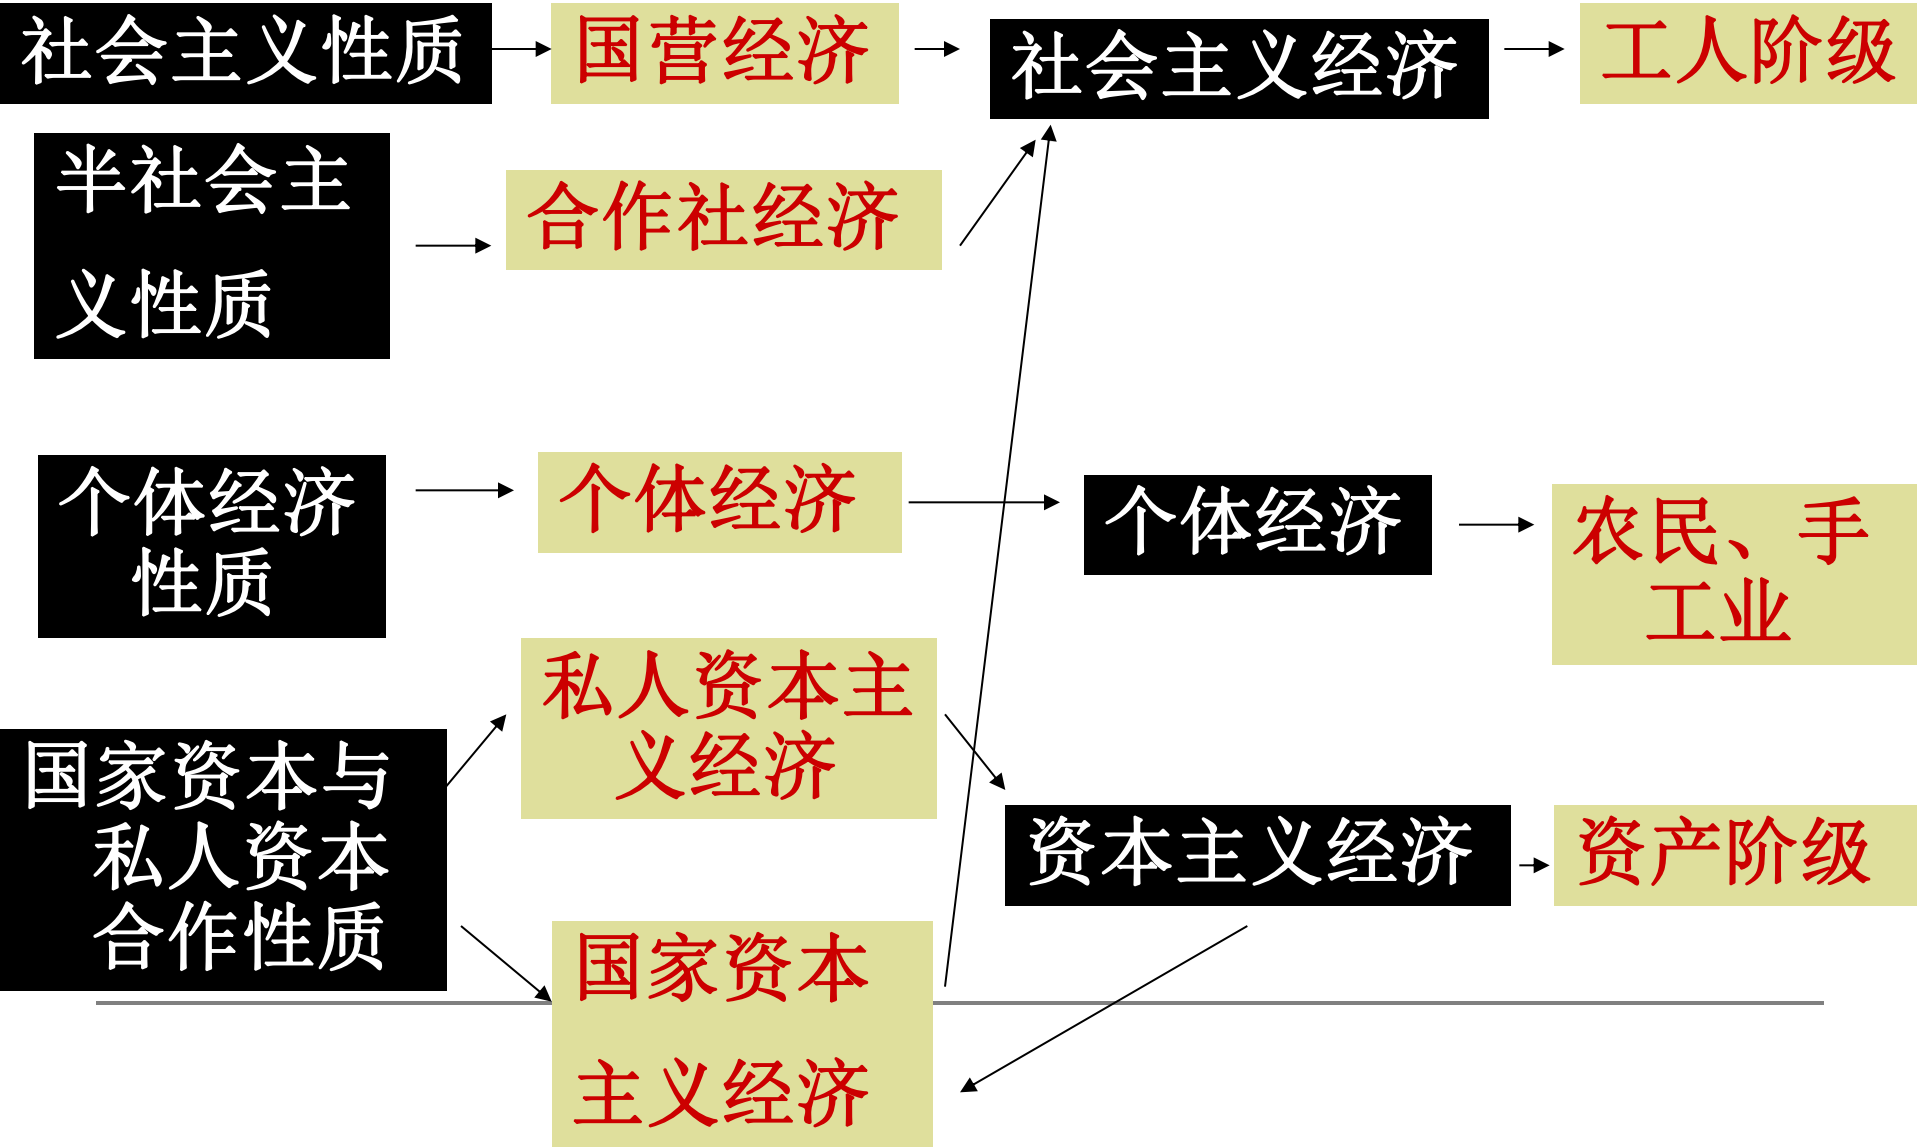 社会主义性质
国营经济
社会主义经济
工人阶级
半社会主
义性质
合作社经济
个体经济
性质
个体经济
个体经济
农民、手
工业
国家资本与
私人资本
合作性质
私人资本主
义经济
资本主义经济
资产阶级
国家资本
主义经济